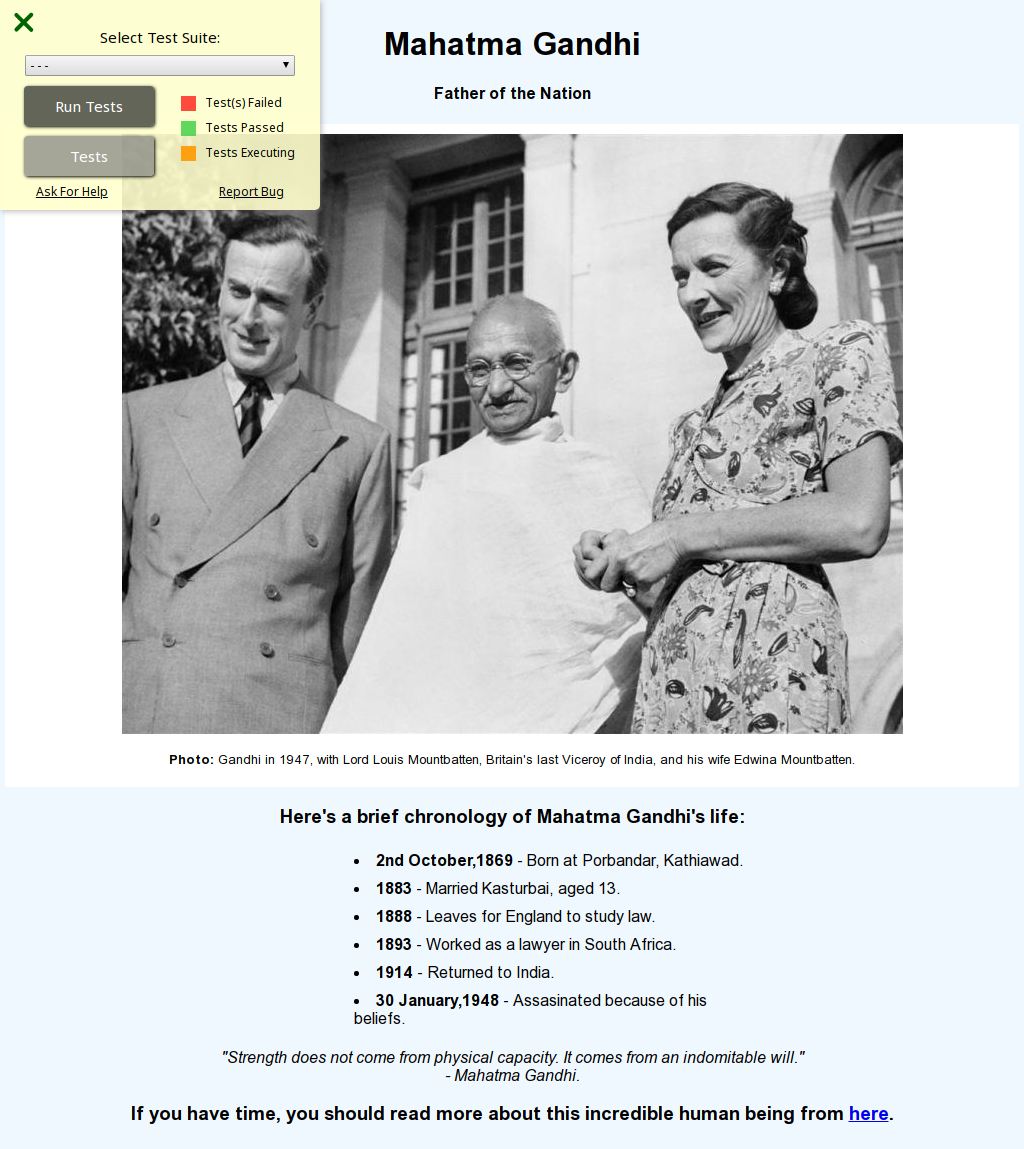 Select Test Suite:
- - -
Run Tests
Tests
Test(s) Failed
Tests Passed
Tests Executing
Ask For Help
Report Bug
Mahatma Gandhi
Father of the Nation
Photo: Gandhi in 1947, with Lord Louis Mountbatten, Britain's last Viceroy of India, and his wife Edwina Mountbatten.
Here's a brief chronology of Mahatma Gandhi's life:
• 2nd October,1869 - Born at Porbandar, Kathiawad.
• 1883 - Married Kasturbai, aged 13.
• 1888 - Leaves for England to study law.
• 1893 - Worked as a lawyer in South Africa.
• 1914 - Returned to India.
• 30 January,1948 - Assasinated because of his
beliefs.
"Strength does not come from physical capacity. It comes from an indomitable will."
- Mahatma Gandhi.
If you have time, you should read more about this incredible human being from here.